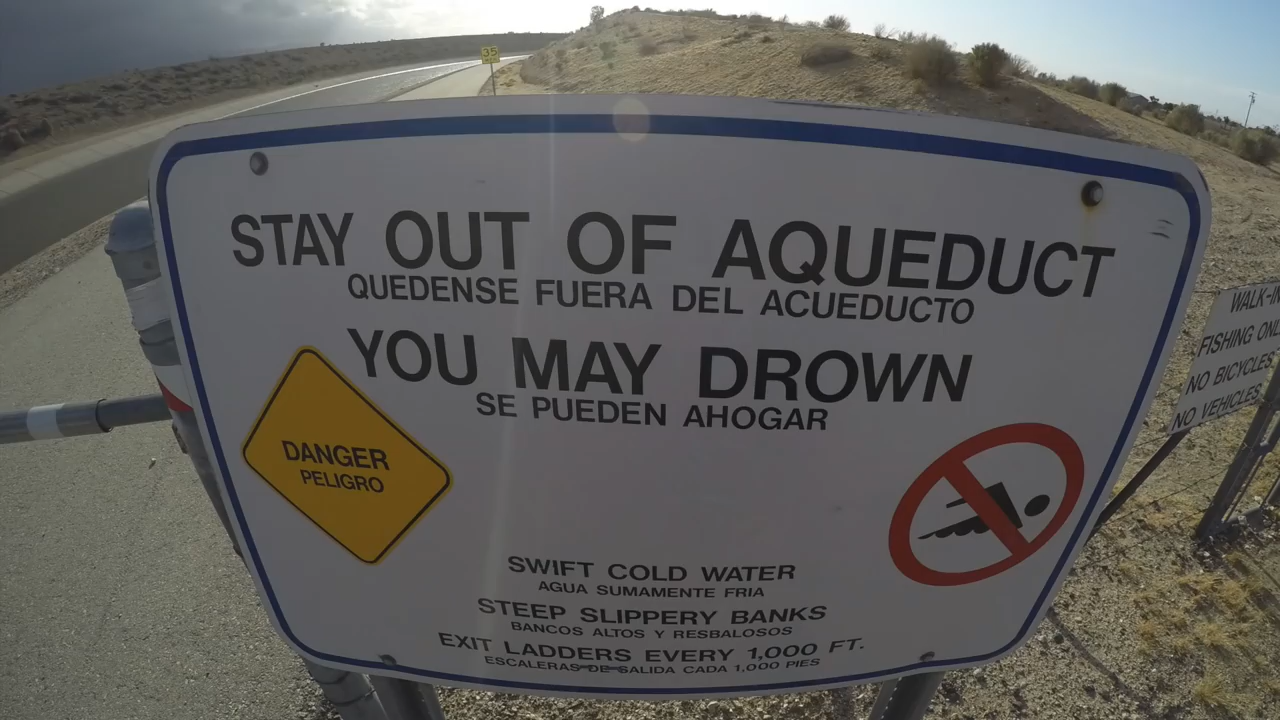 35
STAY OUT OF AQUEDUCT
QUEDENSE FUERA DEL ACUEDUCTO
YOU MAY DROWN
SE PUEDEN AHOGAR
DANGER
PELIGRO
SWIFT COLD WATER
AGUA SUMAMENTE FRIA
STEEP SLIPPERY BANKS
BANCOS ALTOS Y RESBALOSOS
EXIT LADDERS EVERY 1,000 FT.
ESCALERAS DE SALIDA CADA 1,000 PIES
WALK-IN
FISHING ONLY
NO BICYCLES
NO VEHICLES